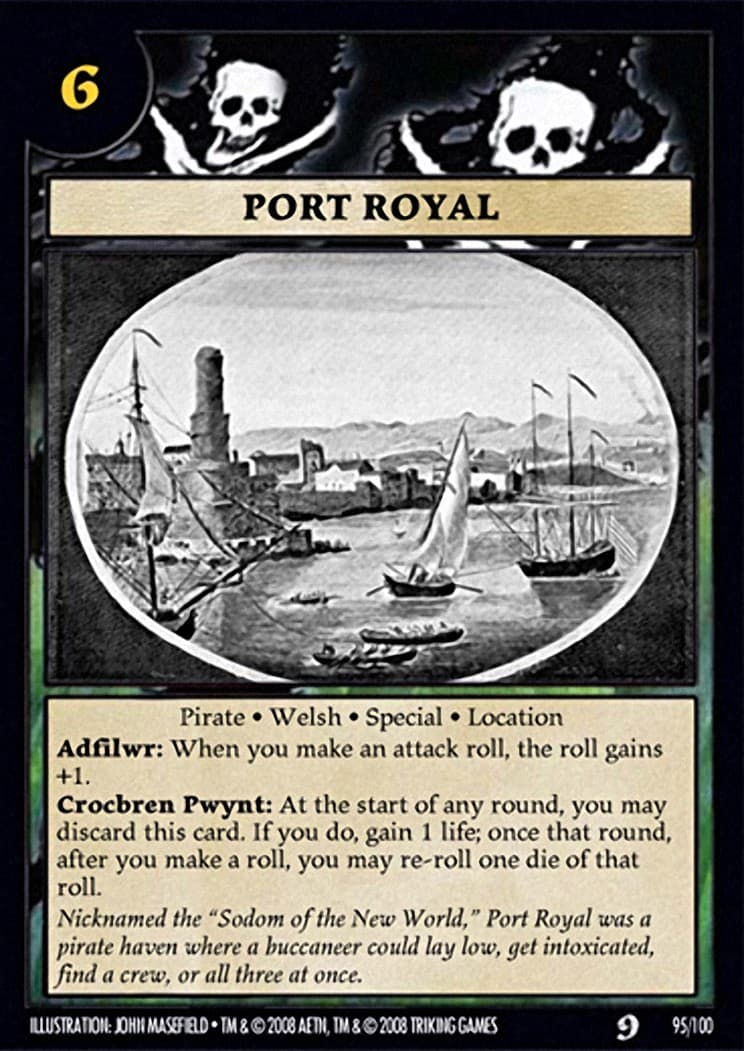 6
PORT ROYAL
Pirate • Welsh • Special • Location
Adfilwr: When you make an attack roll, the roll gains
+1.
Crocbren Pwynt: At the start of any round, you may
discard this card. If you do, gain 1 life; once that round,
after you make a roll, you may re-roll one die of that
roll.
Nicknamed the “Sodom of the New World,” Port Royal was a
pirate haven where a buccaneer could lay low, get intoxicated,
find a crew, or all three at once.
ILLUSTRATION: JOHN MASEFIELD • TM & © 2008 AETN, TM & © 2008 TRIKING GAMES 9 95/100